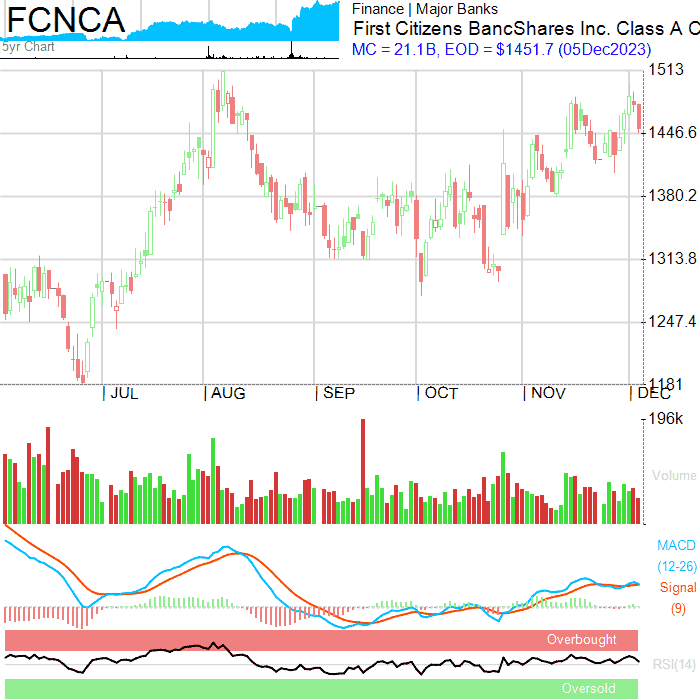 FCNCA
5yr Chart
Finance | Major Banks
First Citizens BancShares Inc. Class A C
MC = 21.1B, EOD = $1451.7 (05Dec2023)
1513
1446.6
1380.2
1313.8
1247.4
1181
| JUL | AUG | SEP | OCT | NOV | DEC
196k
Volume
MACD
(12-26)
Signal
(9)
Overbought
RSI(14)
Oversold